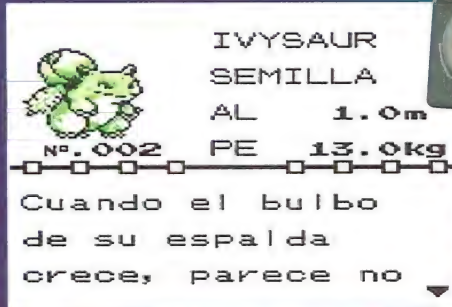 IVYSAUR
SEMILLA
AL 1.0m
Nº.002 PE 13.0kg
Cuando el bulbo
de su espalda
crece, parece no